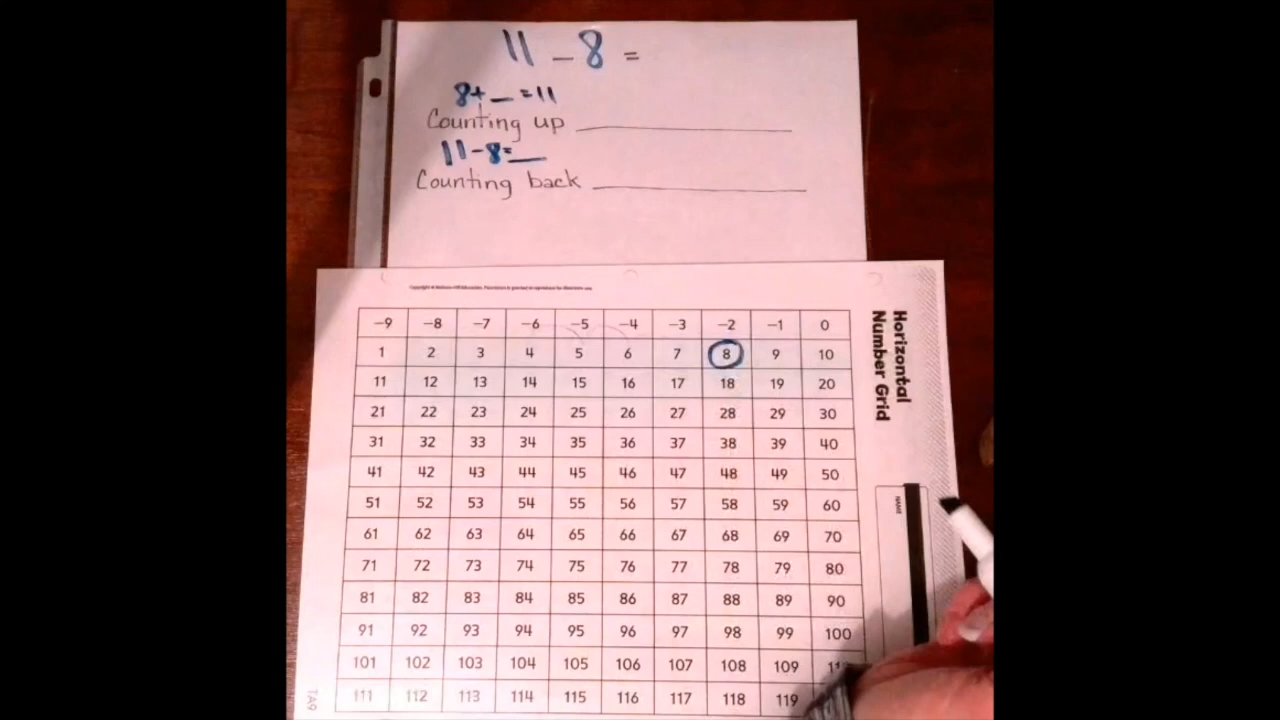 11 - 8 =
8 + __ = 11
Counting up ____________
11 - 8 = __
Counting back ____________
Horizontal
Number Grid
NAME
-9 -8 -7 -6 -5 -4 -3 -2 -1 0
1 2 3 4 5 6 7 8 9 10
11 12 13 14 15 16 17 18 19 20
21 22 23 24 25 26 27 28 29 30
31 32 33 34 35 36 37 38 39 40
41 42 43 44 45 46 47 48 49 50
51 52 53 54 55 56 57 58 59 60
61 62 63 64 65 66 67 68 69 70
71 72 73 74 75 76 77 78 79 80
81 82 83 84 85 86 87 88 89 90
91 92 93 94 95 96 97 98 99 100
101 102 103 104 105 106 107 108 109
111 112 113 114 115 116 117 118 119
TA9